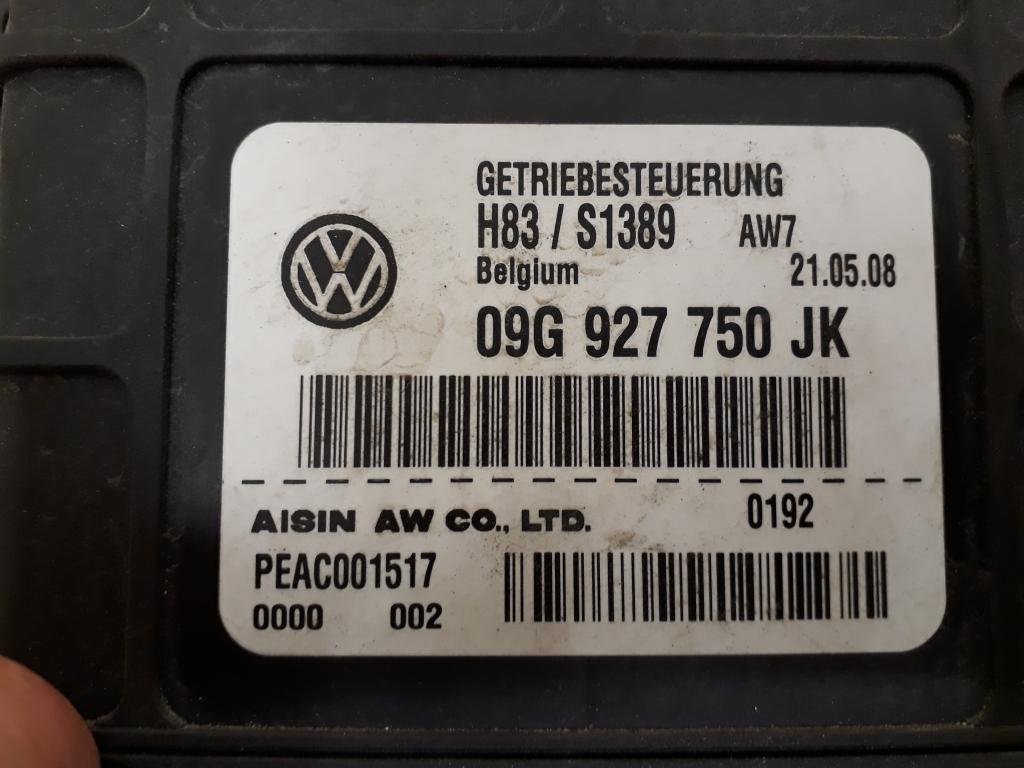 GETRIEBESTEUERUNG
H83 / S1389 AW7
Belgium 21.05.08
09G 927 750 JK
AISIN AW CO., LTD. 0192
PEAC001517
0000 002